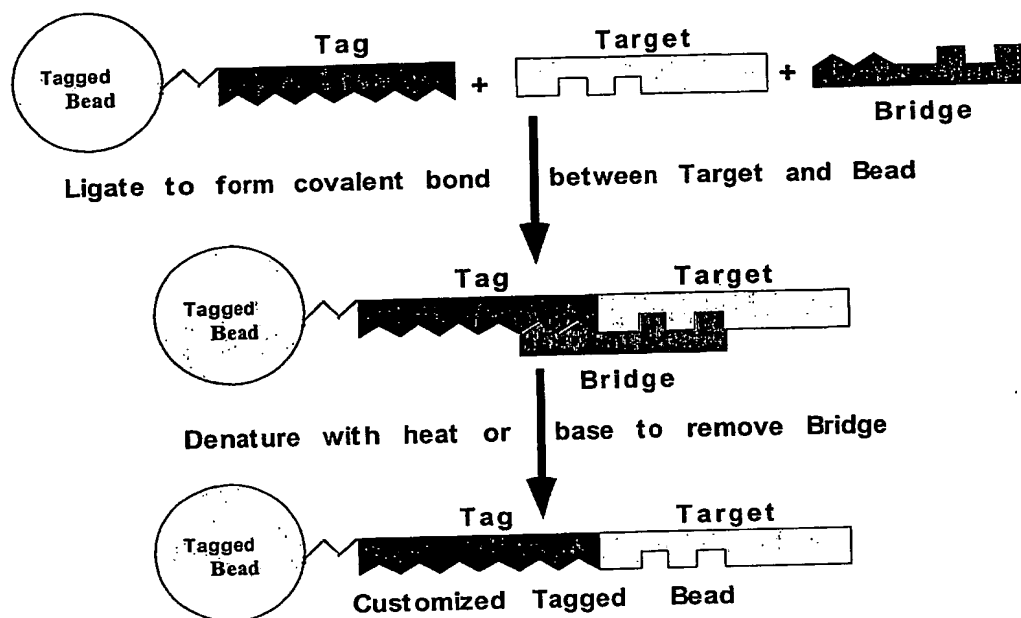 Tag
Target
Tagged
Bead
+
+
Bridge
Ligate to form covalent bond between Target and Bead
Tag
Target
Tagged
Bead
Bridge
Denature with heat or base to remove Bridge
Tag
Target
Tagged
Bead
Customized Tagged Bead